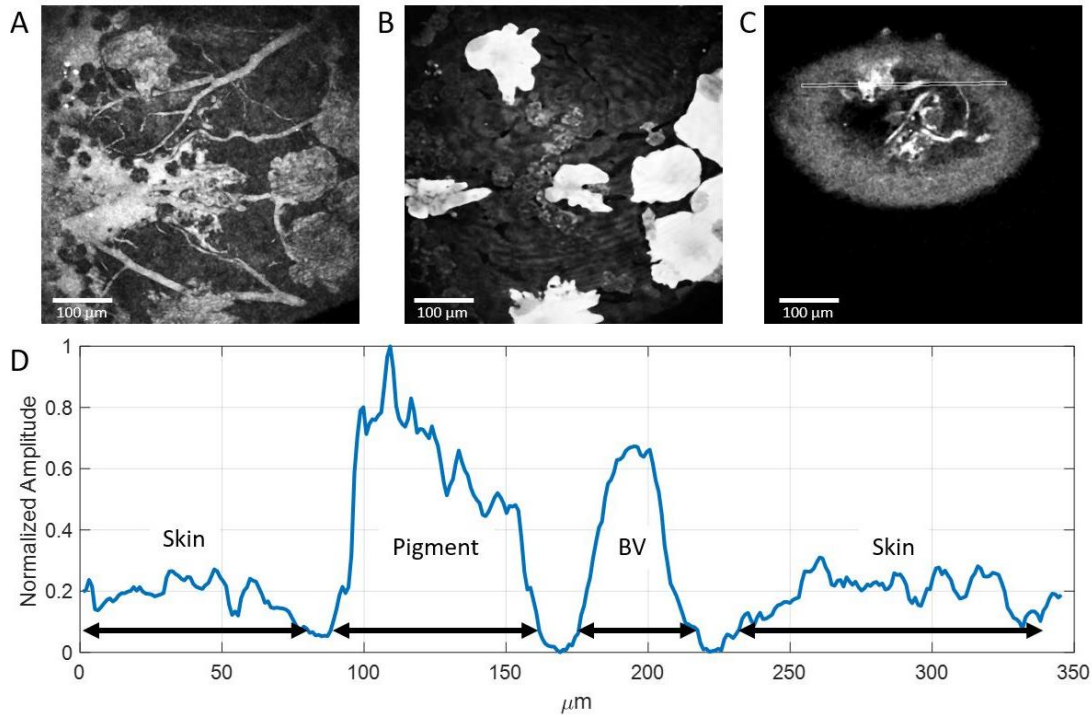 A
B
C
100 μm
100 μm
100 μm
D
Normalized Amplitude
1
0.8
0.6
0.4
0.2
0
Skin
Pigment
BV
Skin
0
50
100
150
200
250
300
350
μm